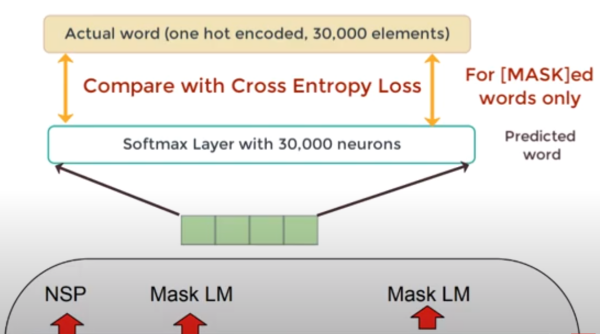 Actual word (one hot encoded, 30,000 elements)
Compare with Cross Entropy Loss
For [MASK]ed
words only
Softmax Layer with 30,000 neurons
Predicted
word
NSP
Mask LM
Mask LM